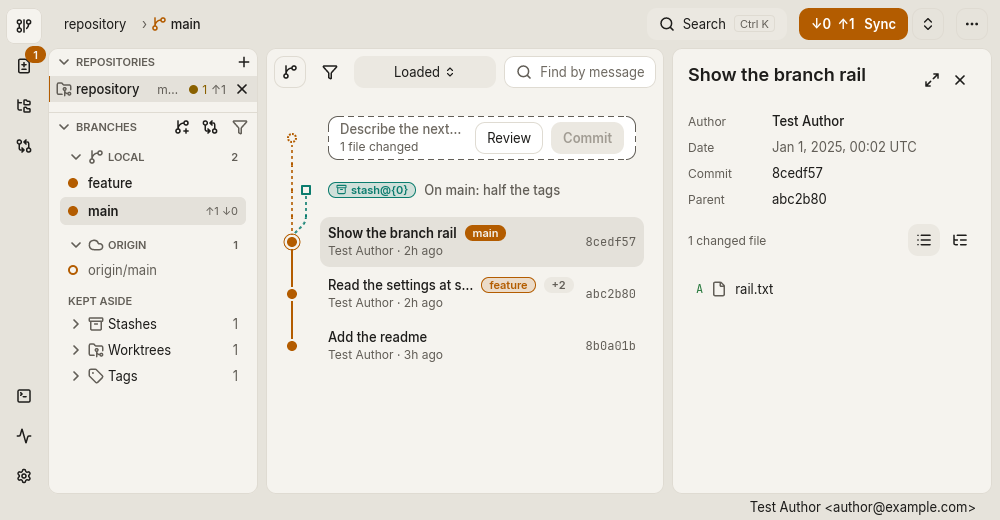 repository
main
Search
Ctrl K
↓0 ↑1 Sync
1
REPOSITORIES
repository m... 1 ↑1
BRANCHES
LOCAL 2
feature
main ↑1 ↓0
ORIGIN 1
origin/main
KEPT ASIDE
Stashes 1
Worktrees 1
Tags 1
Loaded
Find by message
Describe the next...
1 file changed
Review
Commit
stash@{0} On main: half the tags
Show the branch rail main
Test Author · 2h ago
8cedf57
Read the settings at s... feature +2
Test Author · 2h ago
abc2b80
Add the readme
Test Author · 3h ago
8b0a01b
Show the branch rail
Author Test Author
Date Jan 1, 2025, 00:02 UTC
Commit 8cedf57
Parent abc2b80
1 changed file
A rail.txt
Test Author <author@example.com>